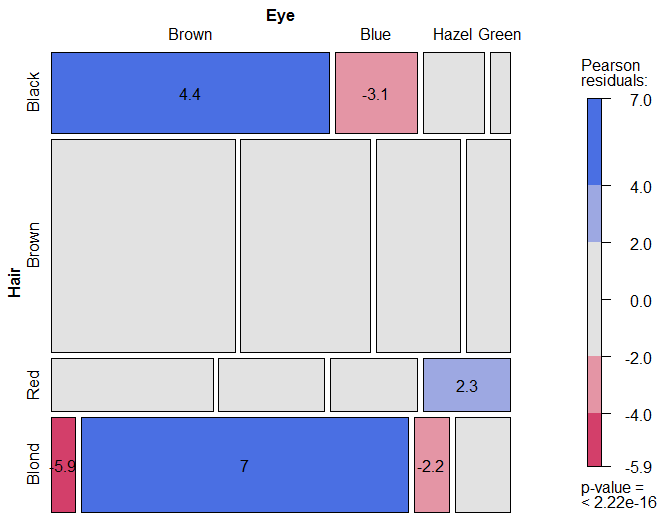 Eye
Brown Blue Hazel Green
Hair
Black
Brown
Red
Blond
4.4 -3.1
2.3
-5.9 7 -2.2
Pearson
residuals:
7.0
4.0
2.0
0.0
-2.0
-4.0
-5.9
p-value =
< 2.22e-16